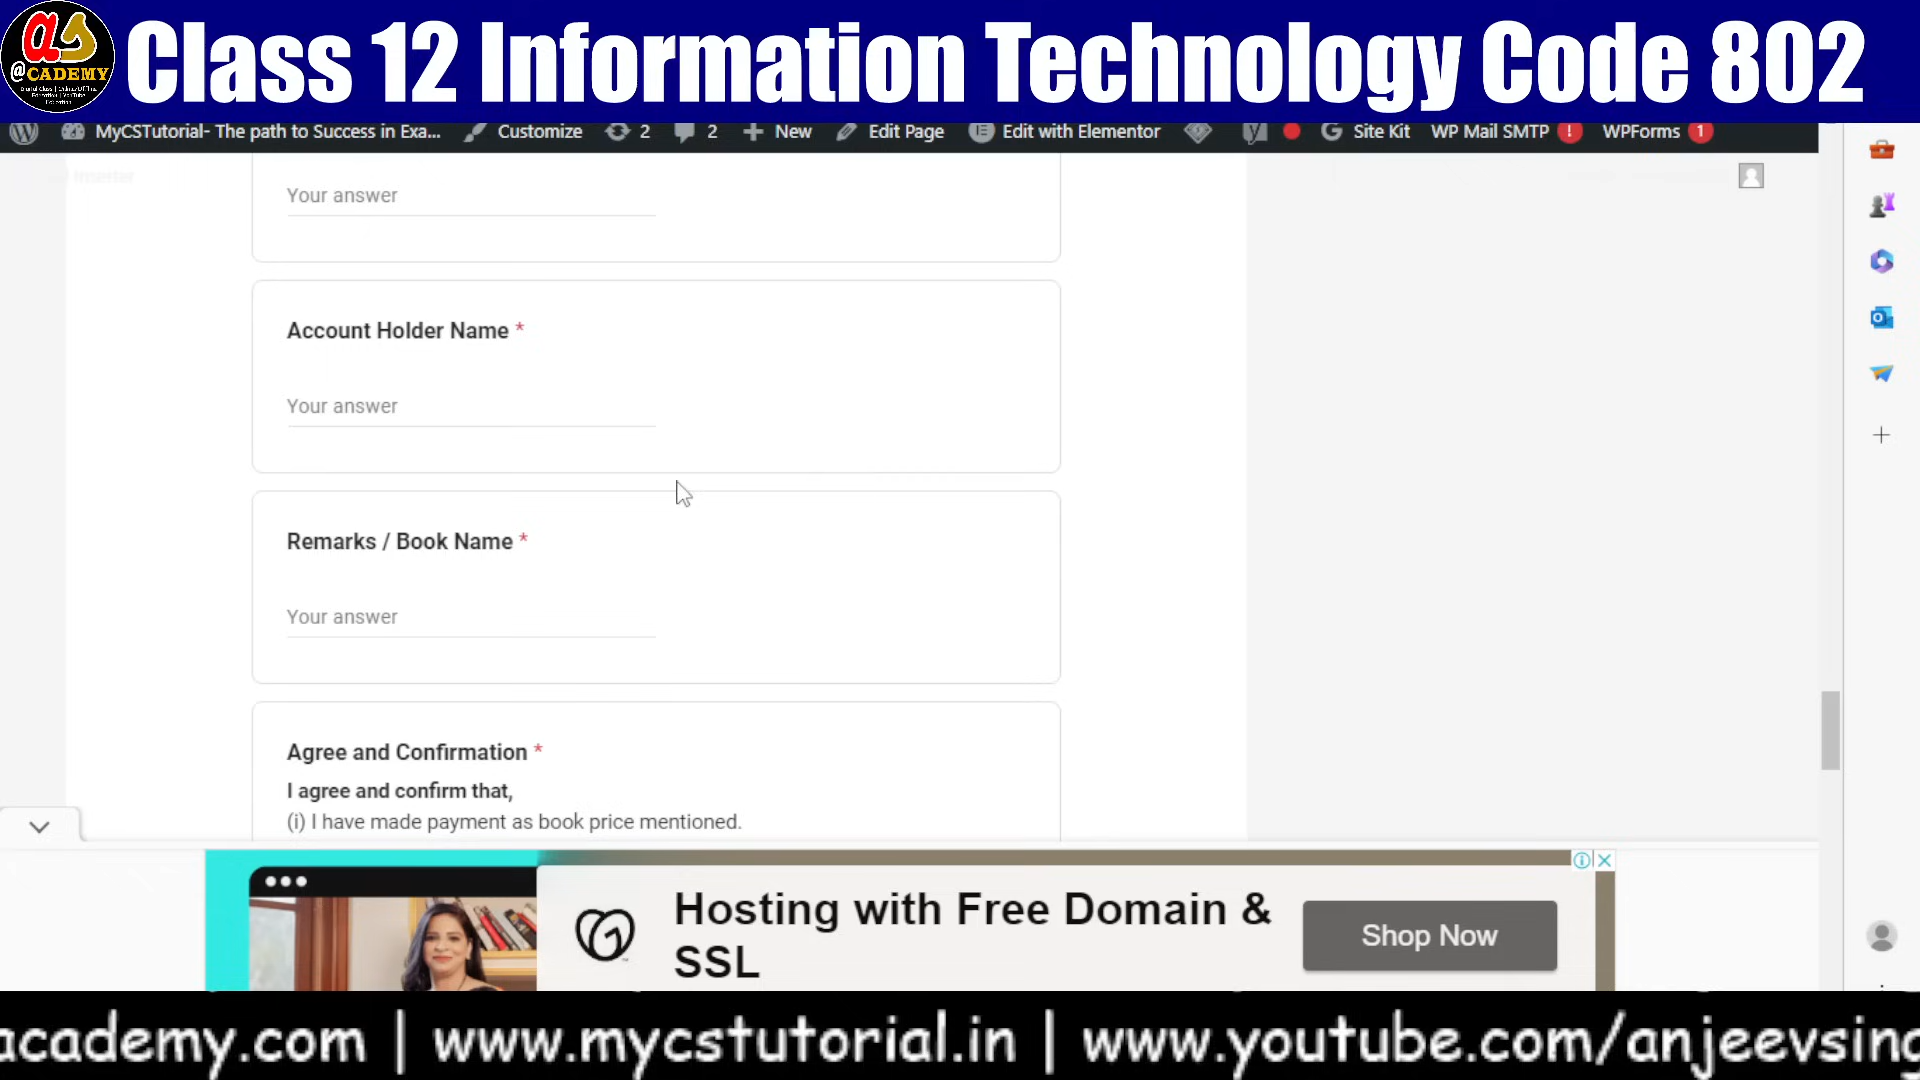 as
@CADEMY
Class 12 Information Technology Code 802
MyCSTutorial- The path to Success in Exa...
Customize
2
2
New
Edit Page
Edit with Elementor
Site Kit
WP Mail SMTP !
WPForms 1
Your answer
Account Holder Name *
Your answer
Remarks / Book Name *
Your answer
Agree and Confirmation *
I agree and confirm that,
(i) I have made payment as book price mentioned.
Hosting with Free Domain &
SSL
Shop Now
academy.com | www.mycstutorial.in | www.youtube.com/anjeevsing